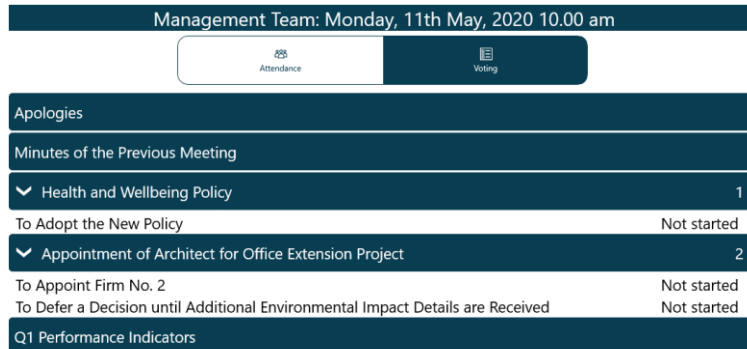 Management Team: Monday, 11th May, 2020 10.00 am
Attendance
Voting
Apologies
Minutes of the Previous Meeting
Health and Wellbeing Policy 1
To Adopt the New Policy Not started
Appointment of Architect for Office Extension Project 2
To Appoint Firm No. 2 Not started
To Defer a Decision until Additional Environmental Impact Details are Received Not started
Q1 Performance Indicators